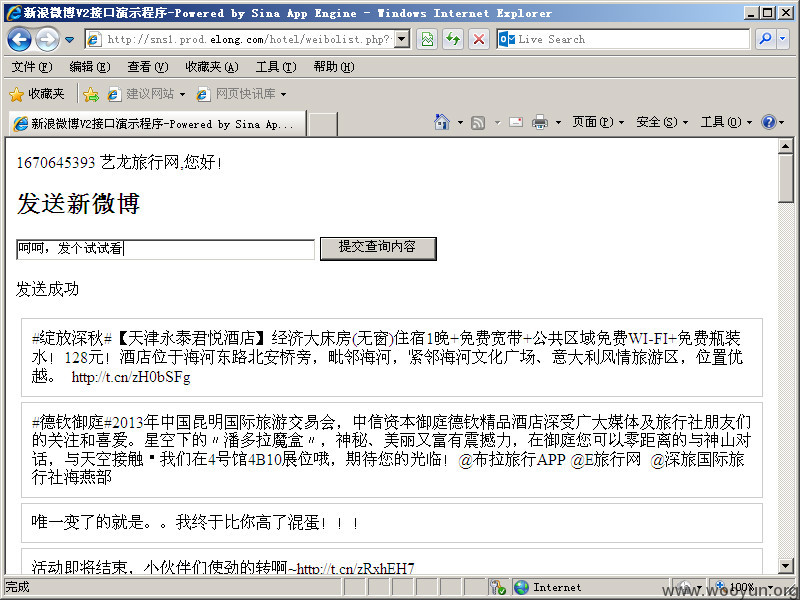 新浪微博V2接口演示程序-Powered by Sina App Engine - Windows Internet Explorer
http://sns1.prod.elong.com/hotel/weibolist.php?
Live Search
文件(F) 编辑(E) 查看(V) 收藏夹(A) 工具(T) 帮助(H)
收藏夹 建议网站 网页快讯库
新浪微博V2接口演示程序-Powered by Sina Ap...
页面(P) 安全(S) 工具(O)
1670645393 艺龙旅行网,您好!
发送新微博
呵呵，发个试试看
提交查询内容
发送成功
#绽放深秋#【天津永泰君悦酒店】经济大床房(无窗)住宿1晚+免费宽带+公共区域免费WI-FI+免费瓶装
水！128元！酒店位于海河东路北安桥旁，毗邻海河，紧邻海河文化广场、意大利风情旅游区，位置优
越。 http://t.cn/zH0bSFg
#德钦御庭#2013年中国昆明国际旅游交易会，中信资本御庭德钦精品酒店深受广大媒体及旅行社朋友们
的关注和喜爱。星空下的〃潘多拉魔盒〃，神秘、美丽又富有震撼力，在御庭您可以零距离的与神山对
话，与天空接触▪我们在4号馆4B10展位哦，期待您的光临！@布拉旅行APP @E旅行网 @深旅国际旅
行社海燕部
唯一变了的就是。。我终于比你高了混蛋！！！
活动即将结束，小伙伴们使劲的转啊~http://t.cn/zRxhEH7
完成
Internet
100%
www.wooyun.org